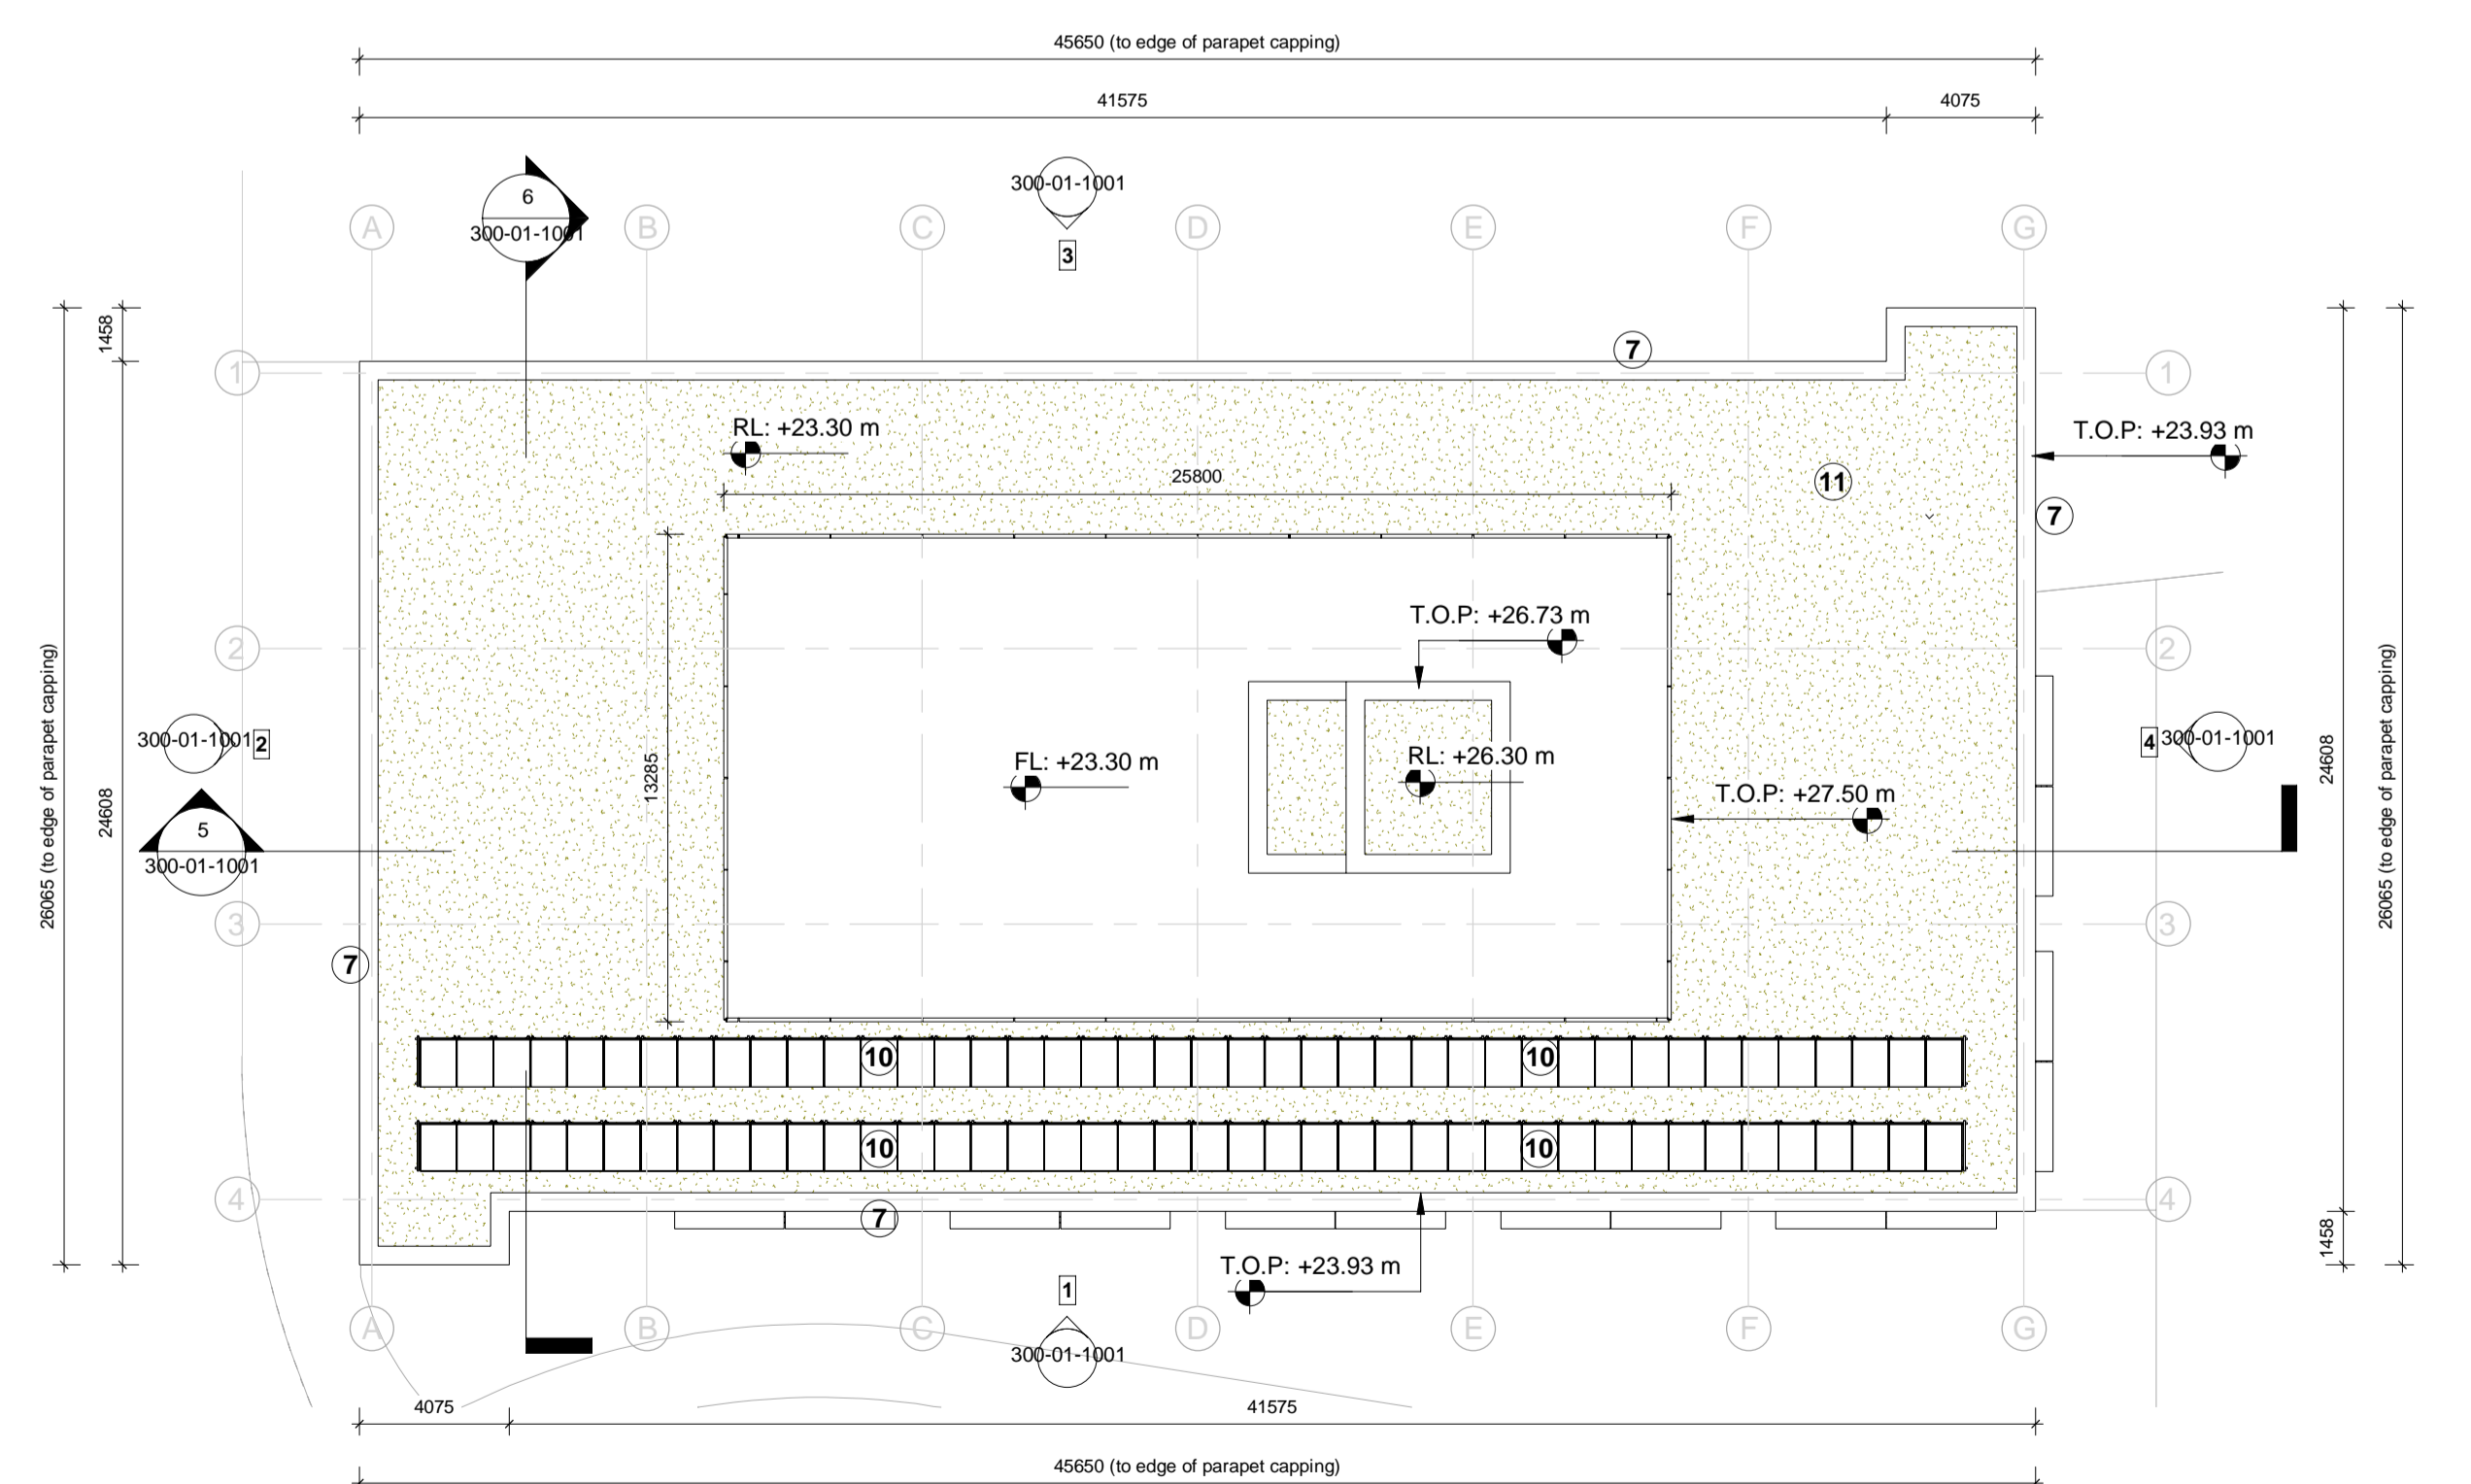 45650 (to edge of parapet capping)
41575
4075
6
300-01-1001
300-01-1001
3
A
B
C
D
E
F
G
1458
1
7
1
RL: +23.30 m
T.O.P: +23.93 m
25800
11
7
T.O.P: +26.73 m
2
2
26065 (to edge of parapet capping)
26065 (to edge of parapet capping)
300-01-1001
2
4
300-01-1001
FL: +23.30 m
RL: +26.30 m
13285
24608
T.O.P: +27.50 m
24608
5
300-01-1001
3
3
7
10
10
10
10
4
4
7
1458
T.O.P: +23.93 m
1
300-01-1001
A
B
C
D
E
F
G
4075
41575
45650 (to edge of parapet capping)